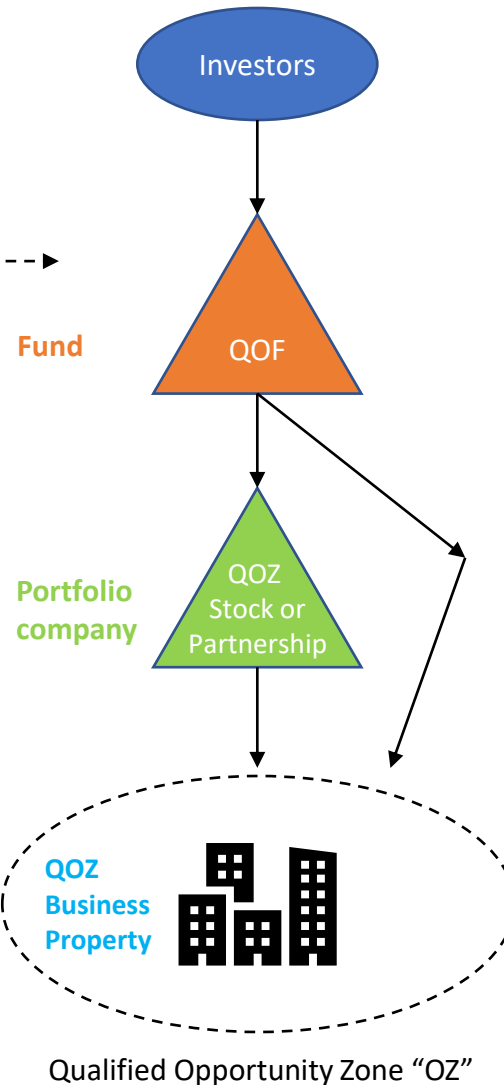 Investors
Fund
QOF
Portfolio
company
QOZ
Stock or
Partnership
QOZ
Business
Property
Qualified Opportunity Zone “OZ”